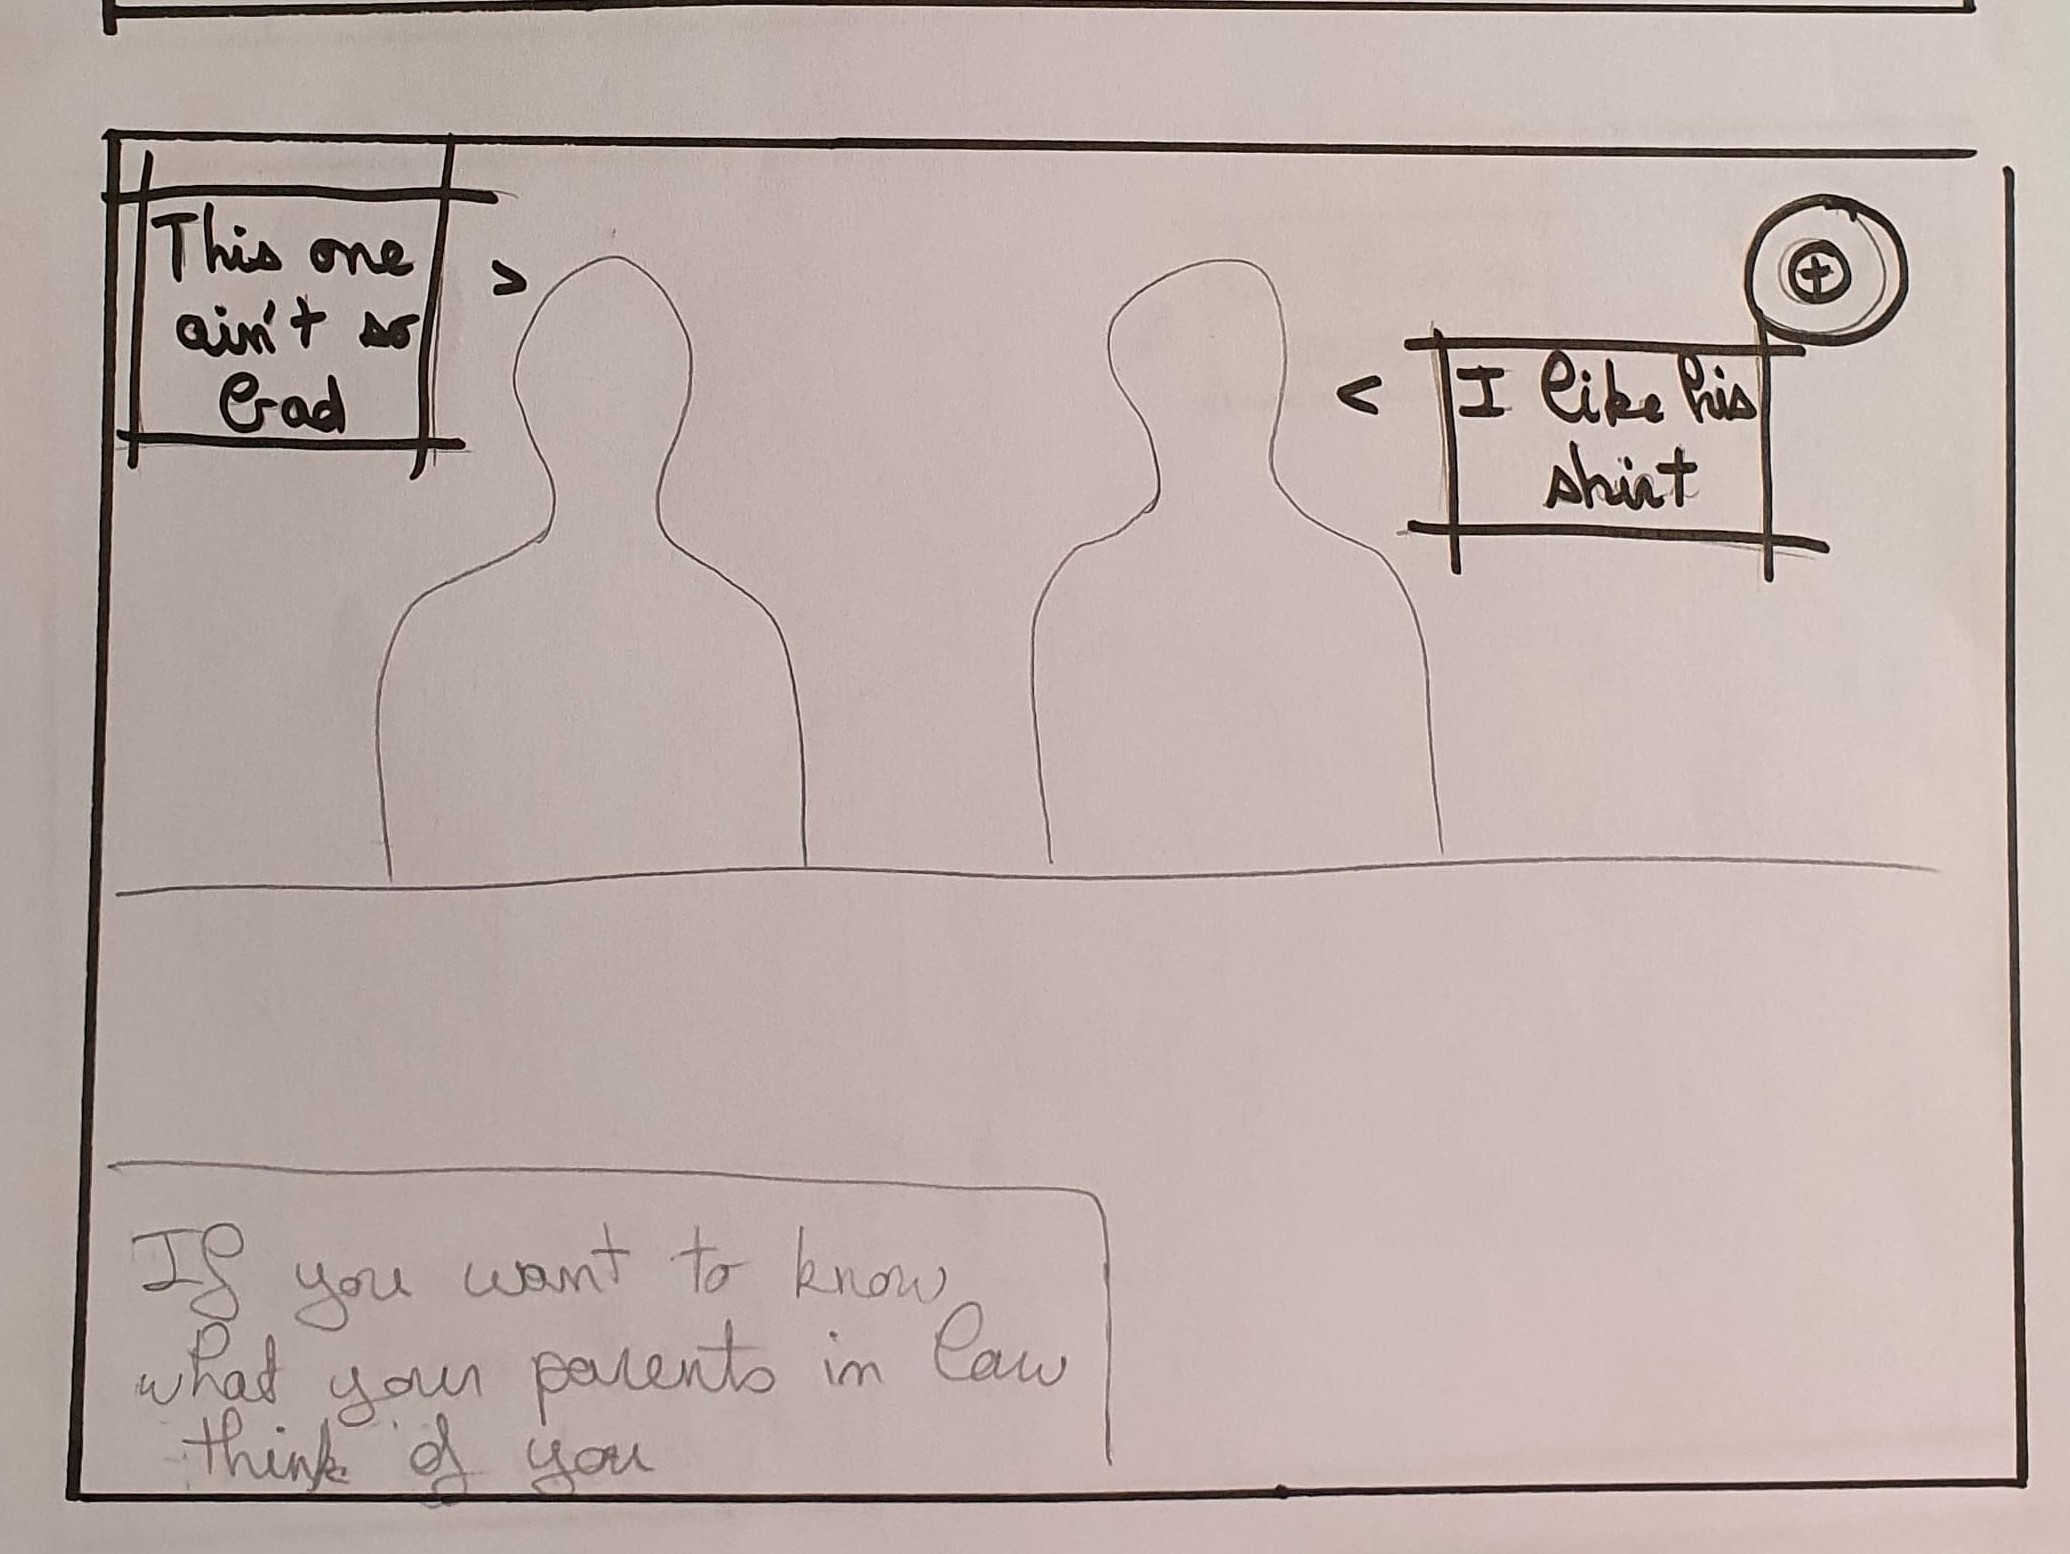 This one
ain't so
bad
>
<
+
I like his
shirt
If you want to know
what your parents in law
think of you